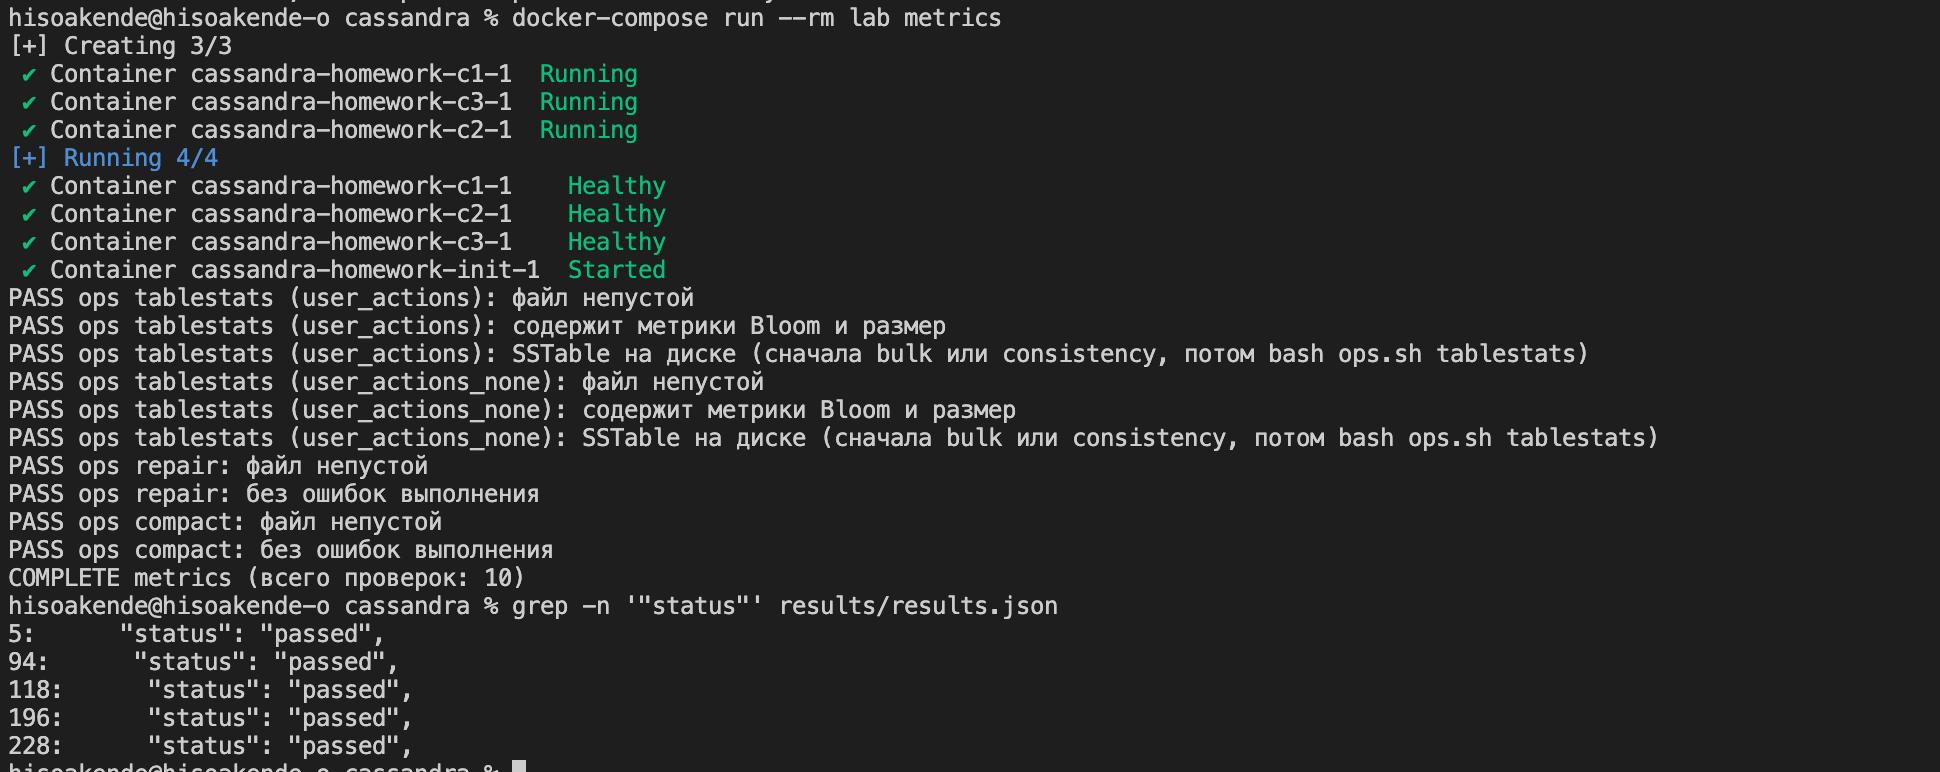 hisoakende@hisoakende-o cassandra % docker-compose run --rm lab metrics
[+] Creating 3/3
✔ Container cassandra-homework-c1-1 Running
✔ Container cassandra-homework-c3-1 Running
✔ Container cassandra-homework-c2-1 Running
[+] Running 4/4
✔ Container cassandra-homework-c1-1 Healthy
✔ Container cassandra-homework-c2-1 Healthy
✔ Container cassandra-homework-c3-1 Healthy
✔ Container cassandra-homework-init-1 Started
PASS ops tablestats (user_actions): файл непустой
PASS ops tablestats (user_actions): содержит метрики Bloom и размер
PASS ops tablestats (user_actions): SSTable на диске (сначала bulk или consistency, потом bash ops.sh tablestats)
PASS ops tablestats (user_actions_none): файл непустой
PASS ops tablestats (user_actions_none): содержит метрики Bloom и размер
PASS ops tablestats (user_actions_none): SSTable на диске (сначала bulk или consistency, потом bash ops.sh tablestats)
PASS ops repair: файл непустой
PASS ops repair: без ошибок выполнения
PASS ops compact: файл непустой
PASS ops compact: без ошибок выполнения
COMPLETE metrics (всего проверок: 10)
hisoakende@hisoakende-o cassandra % grep -n '"status"' results/results.json
5:      "status": "passed",
94:       "status": "passed",
118:        "status": "passed",
196:        "status": "passed",
228:        "status": "passed",
hisoakende@hisoakende-o cassandra %